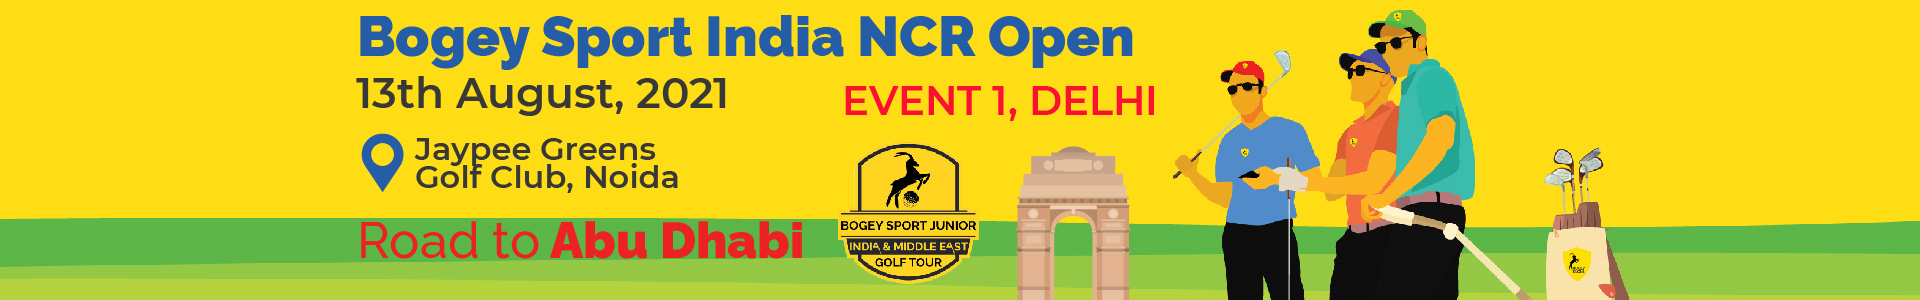 Bogey Sport India NCR Open
13th August, 2021
EVENT 1, DELHI
Jaypee Greens
Golf Club, Noida
Road to Abu Dhabi
BOGEY SPORT JUNIOR
INDIA & MIDDLE EAST
GOLF TOUR